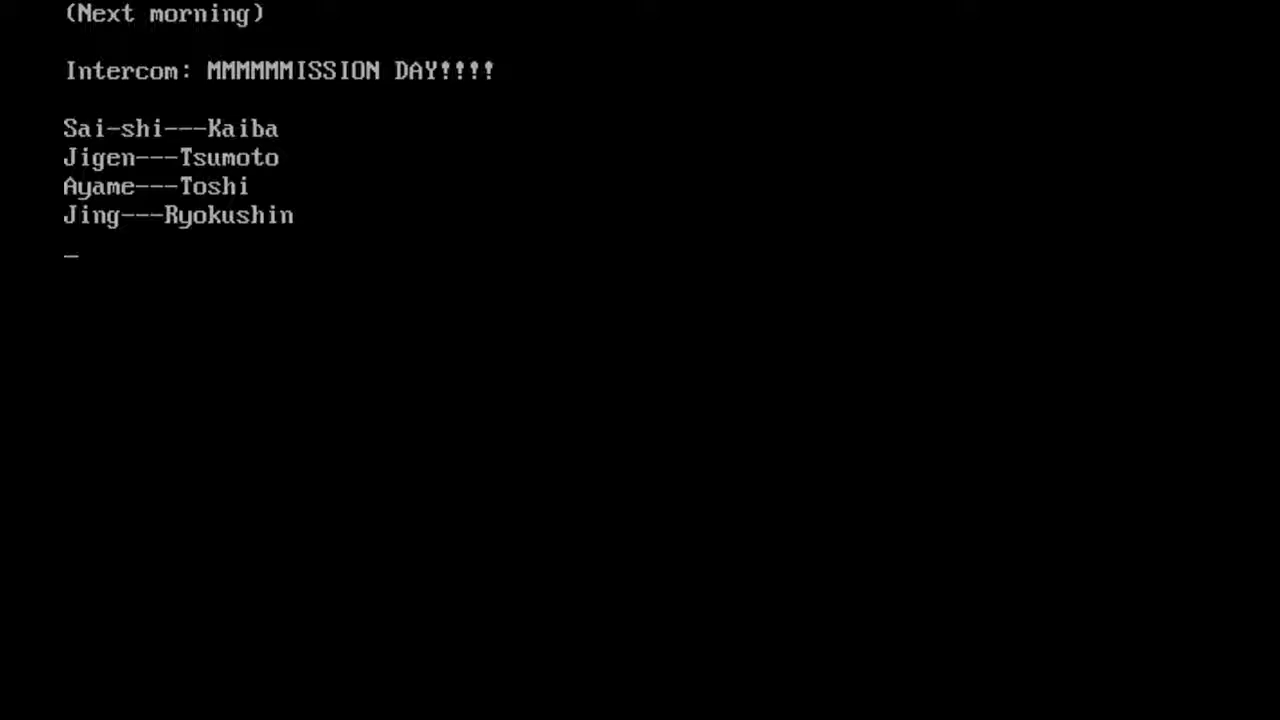 (Next morning)
Intercom: MMMMMMISSION DAY!!!!
Sai-shi---Kaiba
Jigen---Tsumoto
Ayame---Toshi
Jing---Ryokushin
_